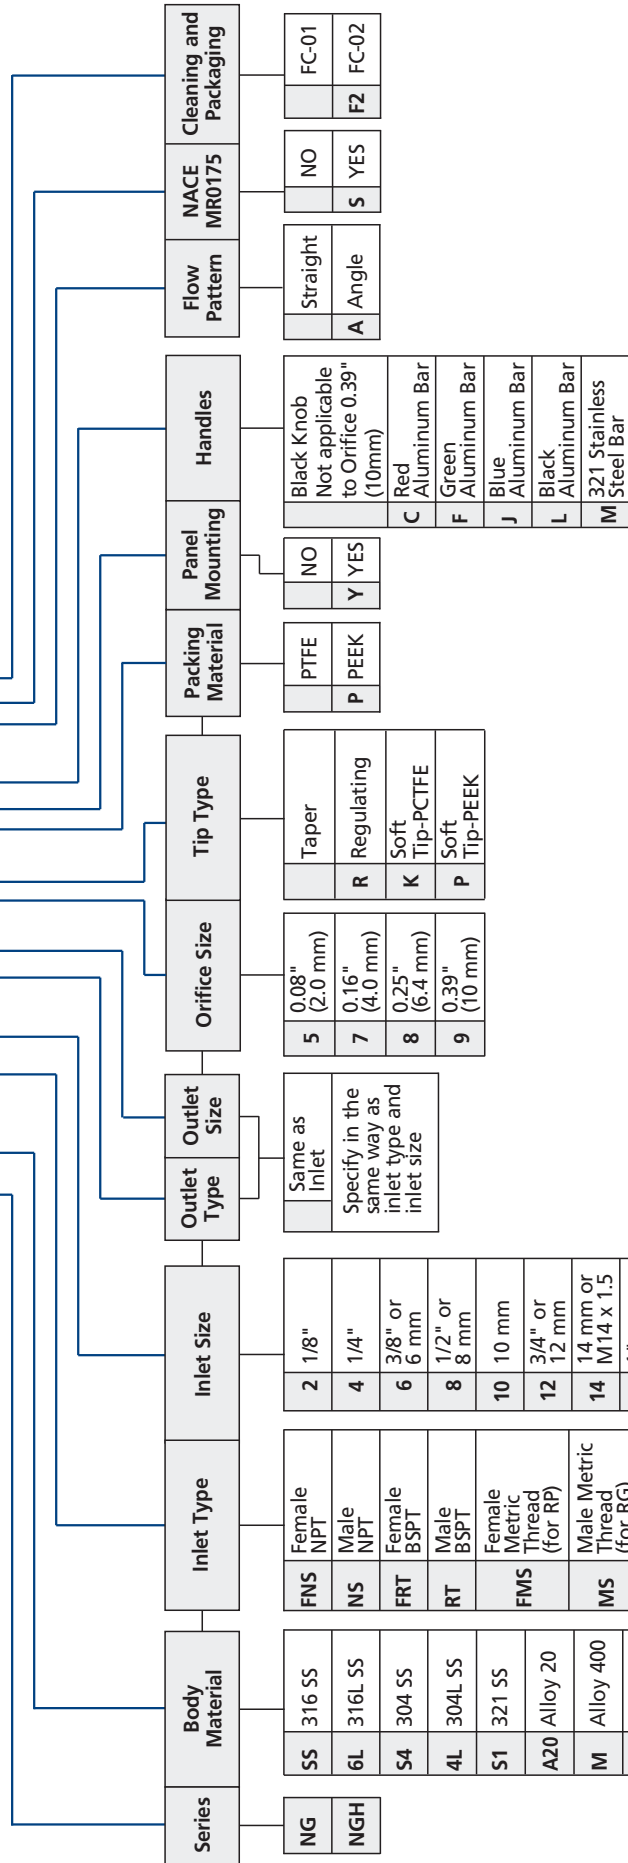 Series
NG
NGH
Body
Material
SS 316 SS
6L 316L SS
S4 304 SS
4L 304L SS
S1 321 SS
A20 Alloy 20
M Alloy 400
Inlet Type
FNS Female
NPT
NS Male
NPT
FRT Female
BSPT
RT Male
BSPT
FMS Female
Metric
Thread
(for RP)
MS Male Metric
Thread
(for RG)
Inlet Size
2 1/8"
4 1/4"
6 3/8" or
6 mm
8 1/2" or
8 mm
10 10 mm
12 3/4" or
12 mm
14 14 mm or
M14 x 1.5
Outlet
Type
Outlet
Size
Same as
Inlet
Specify in the
same way as
inlet type and
inlet size
Orifice Size
5 0.08"
(2.0 mm)
7 0.16"
(4.0 mm)
8 0.25"
(6.4 mm)
9 0.39"
(10 mm)
Tip Type
Taper
R Regulating
K Soft
Tip-PCTFE
P Soft
Tip-PEEK
Packing
Material
PTFE
P PEEK
Panel
Mounting
NO
Y YES
Handles
Black Knob
Not applicable
to Orifice 0.39"
(10mm)
C Red
Aluminum Bar
F Green
Aluminum Bar
J Blue
Aluminum Bar
L Black
Aluminum Bar
M 321 Stainless
Steel Bar
Flow
Pattern
Straight
A Angle
NACE
MR0175
NO
S YES
Cleaning and
Packaging
FC-01
F2 FC-02